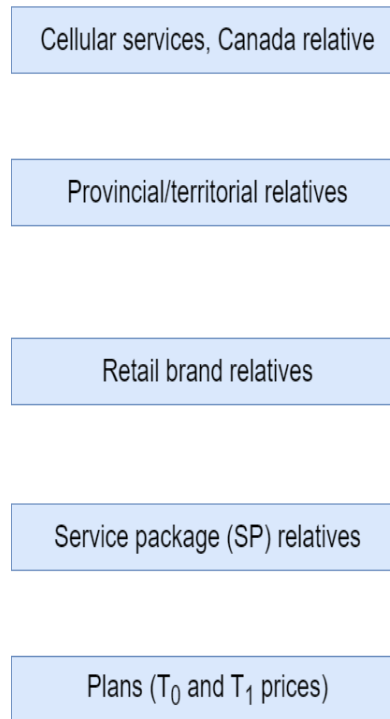 Cellular services, Canada relative
Provincial/territorial relatives
Retail brand relatives
Service package (SP) relatives
Plans (T₀ and T₁ prices)